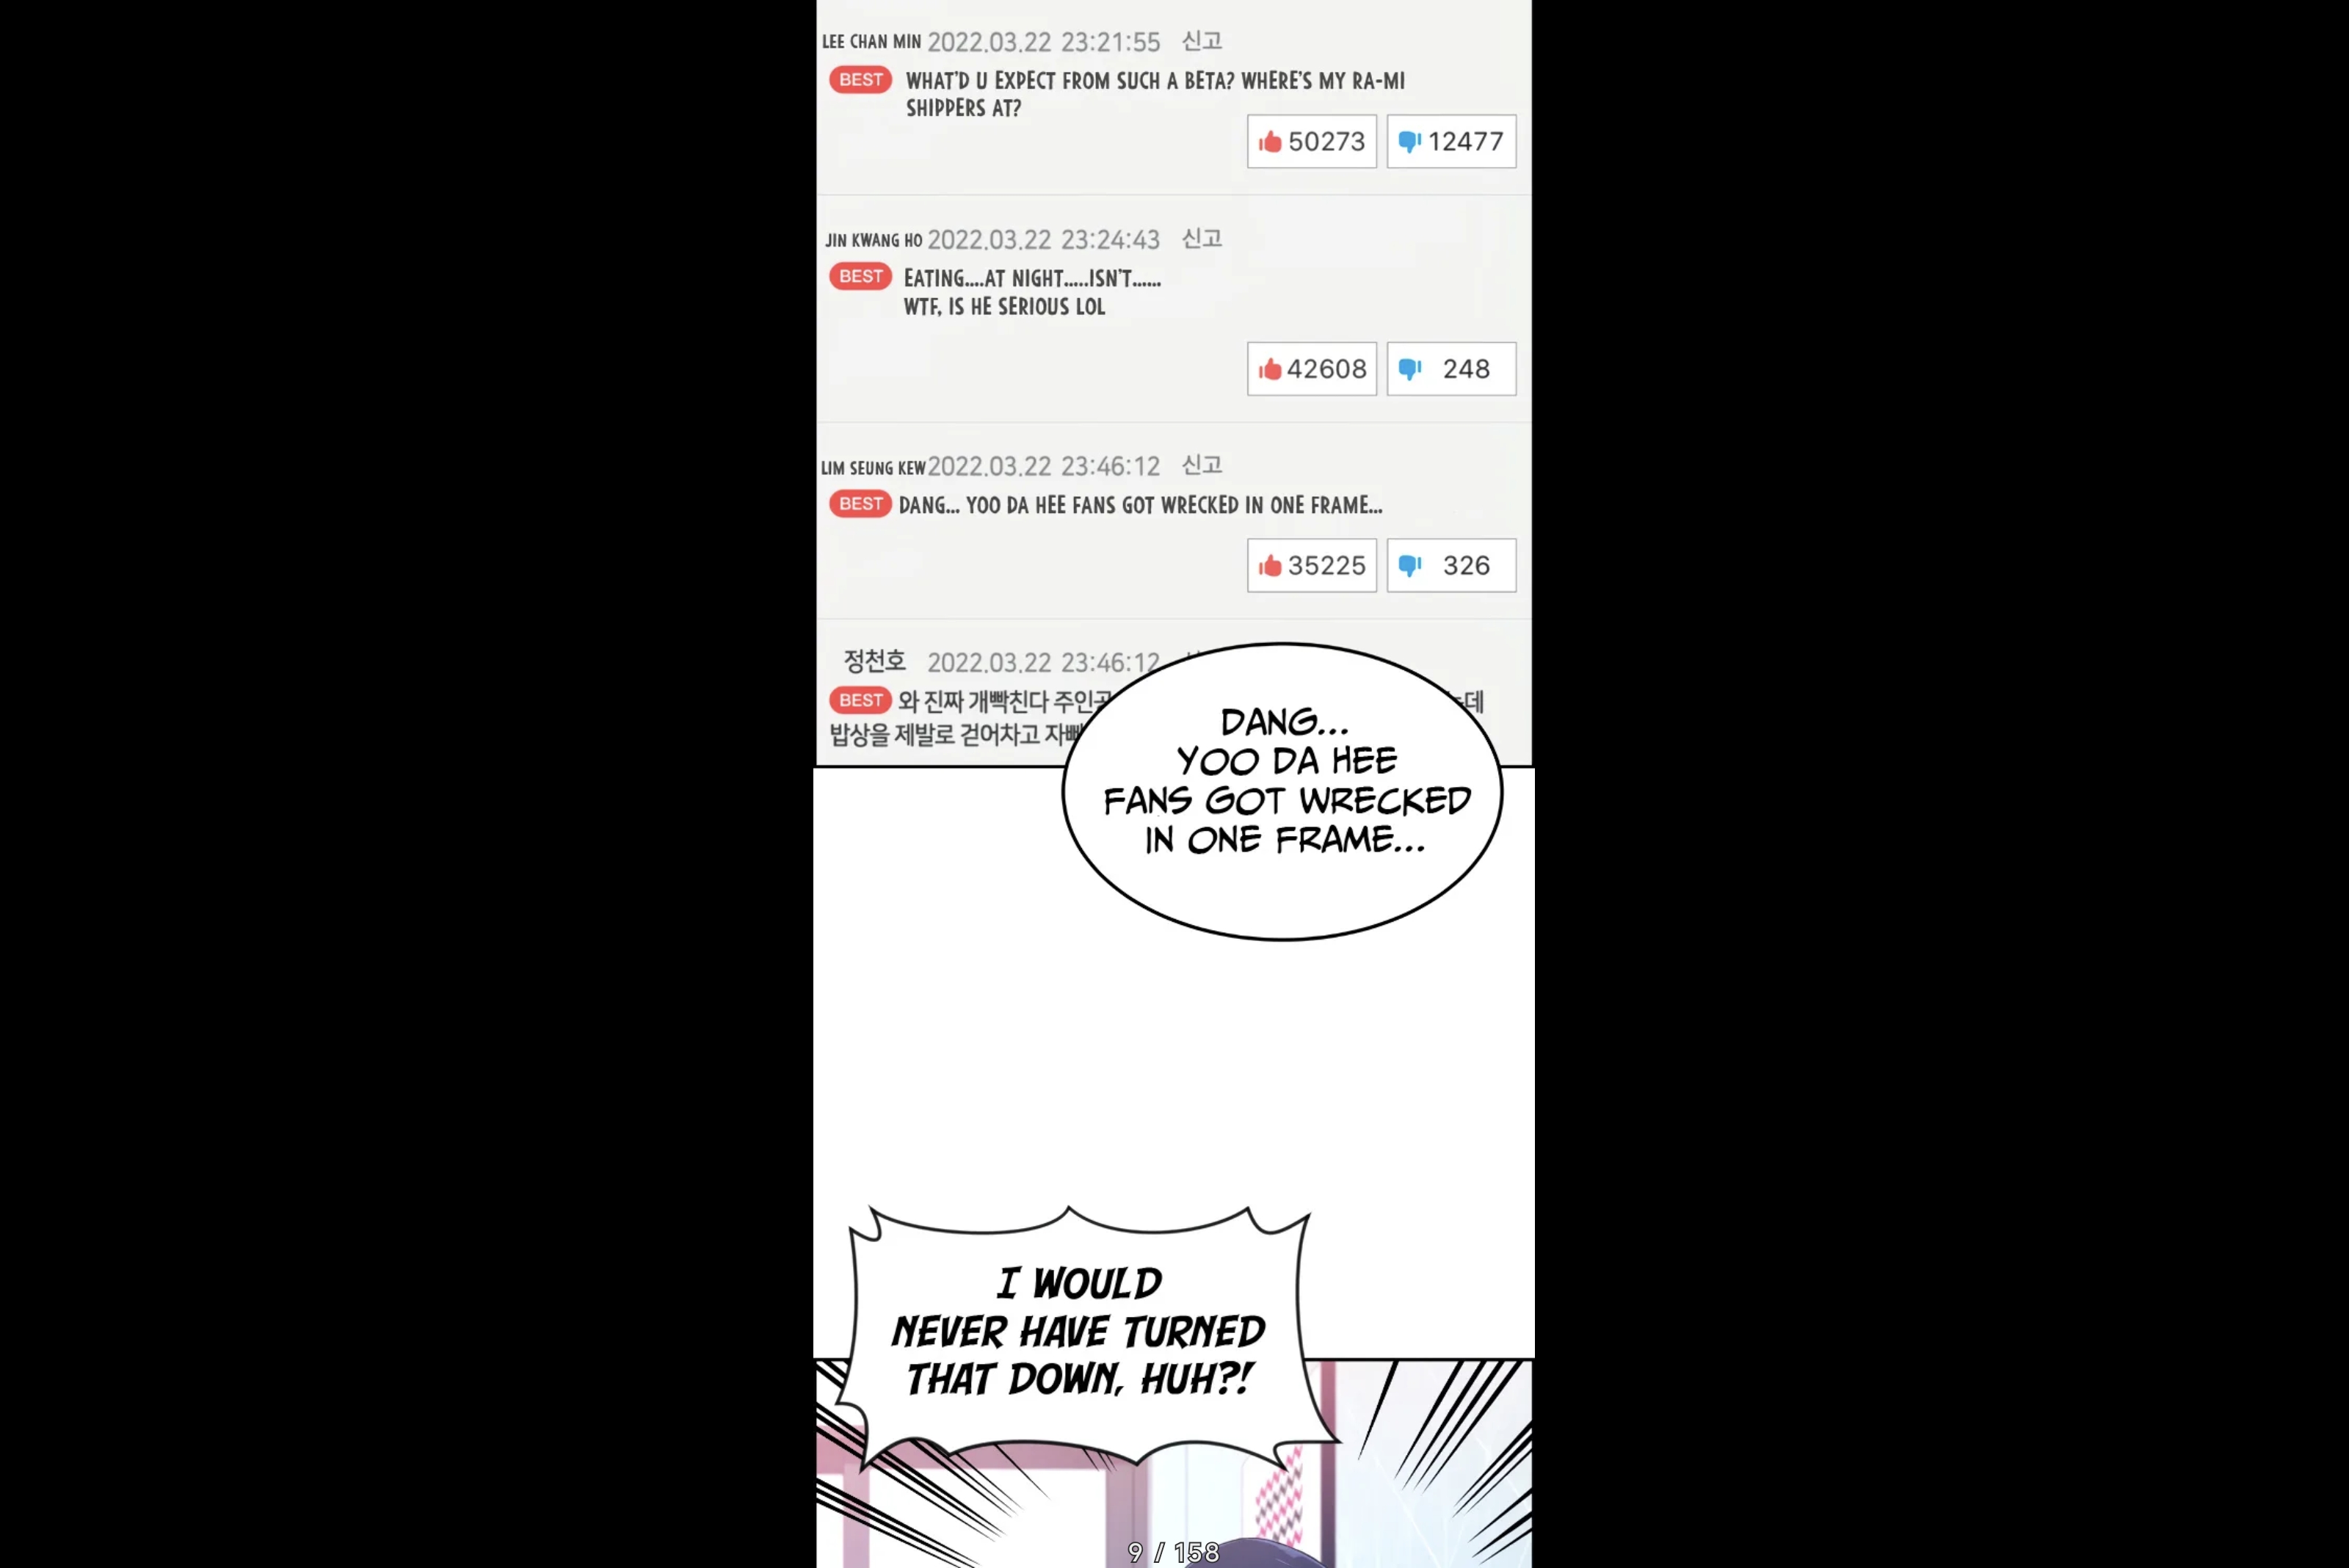 LEE CHAN MIN 2022.03.22 23:21:55 신고
BEST WHAT'D U EXPECT FROM SUCH A BETA? WHERE'S MY RA-MI
SHIPPERS AT?
50273 12477
JIN KWANG HO 2022.03.22 23:24:43 신고
BEST EATING....AT NIGHT.....ISN'T......
WTF, IS HE SERIOUS LOL
42608 248
LIM SEUNG KEW 2022.03.22 23:46:12 신고
BEST DANG... YOO DA HEE FANS GOT WRECKED IN ONE FRAME...
35225 326
정천호 2022.03.22 23:46:12
BEST 와 진짜 개빡친다 주인공 는데
밥상을 제발로 걷어차고 자빠
DANG...
YOO DA HEE
FANS GOT WRECKED
IN ONE FRAME...
I WOULD
NEVER HAVE TURNED
THAT DOWN, HUH?!
9 / 158